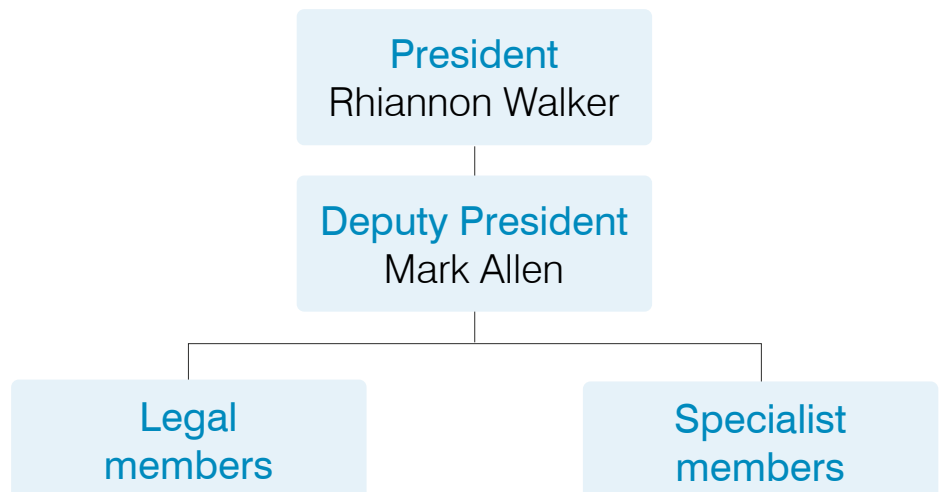 President
Rhiannon Walker
Deputy President
Mark Allen
Legal
members
Specialist
members